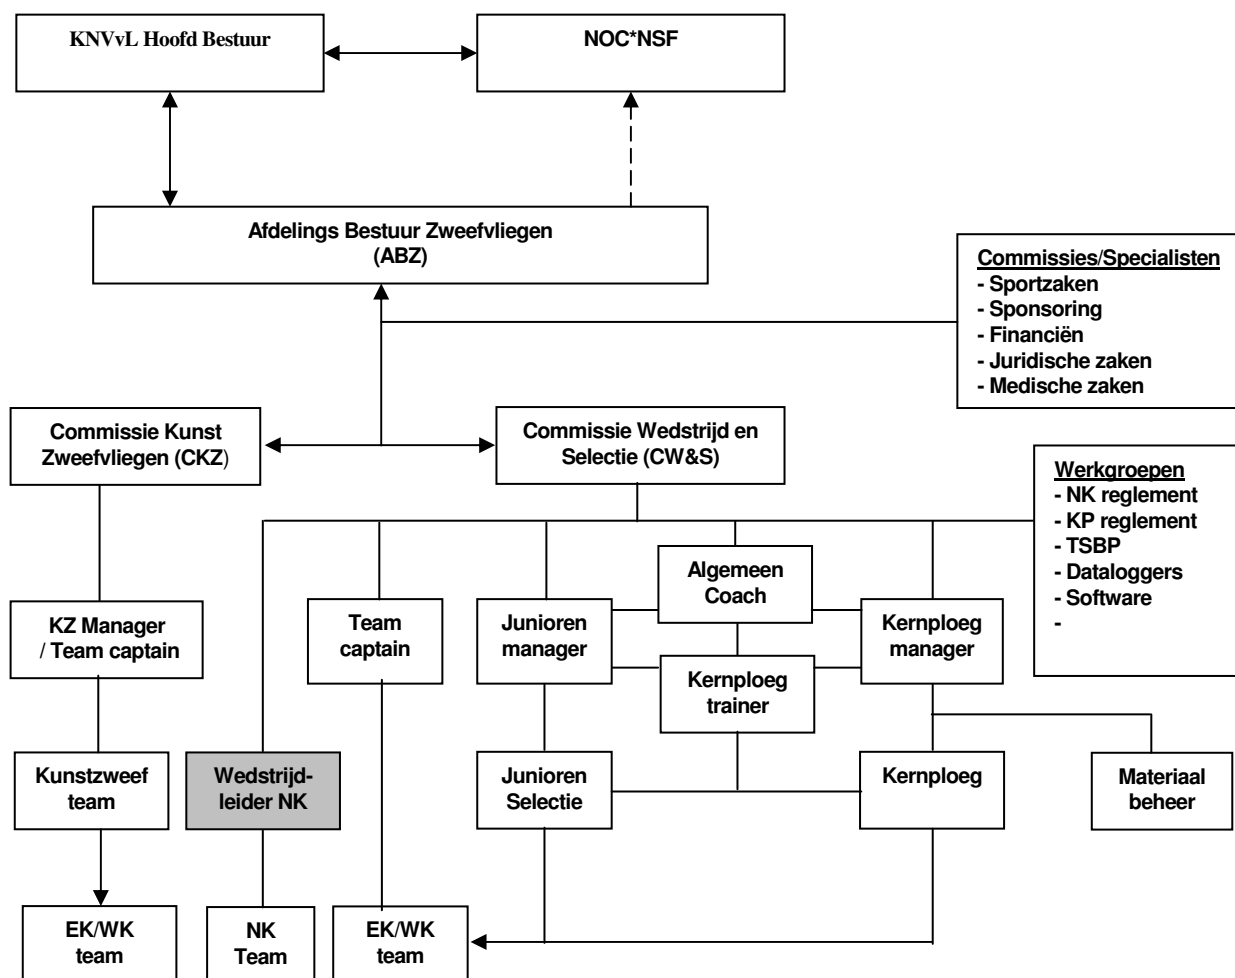 KNVvL Hoofd Bestuur
NOC*NSF
Afdelings Bestuur Zweefvliegen
(ABZ)
Commissies/Specialisten
- Sportzaken
- Sponsoring
- Financiën
- Juridische zaken
- Medische zaken
Commissie Kunst
Zweefvliegen (CKZ)
Commissie Wedstrijd en
Selectie (CW&S)
Werkgroepen
- NK reglement
- KP reglement
- TSBP
- Dataloggers
- Software
-
Algemeen
Coach
KZ Manager
/ Team captain
Team
captain
Junioren
manager
Kernploeg
manager
Kernploeg
trainer
Kunstzweef
team
Wedstrijd-
leider NK
Junioren
Selectie
Kernploeg
Materiaal
beheer
EK/WK
team
NK
Team
EK/WK
team